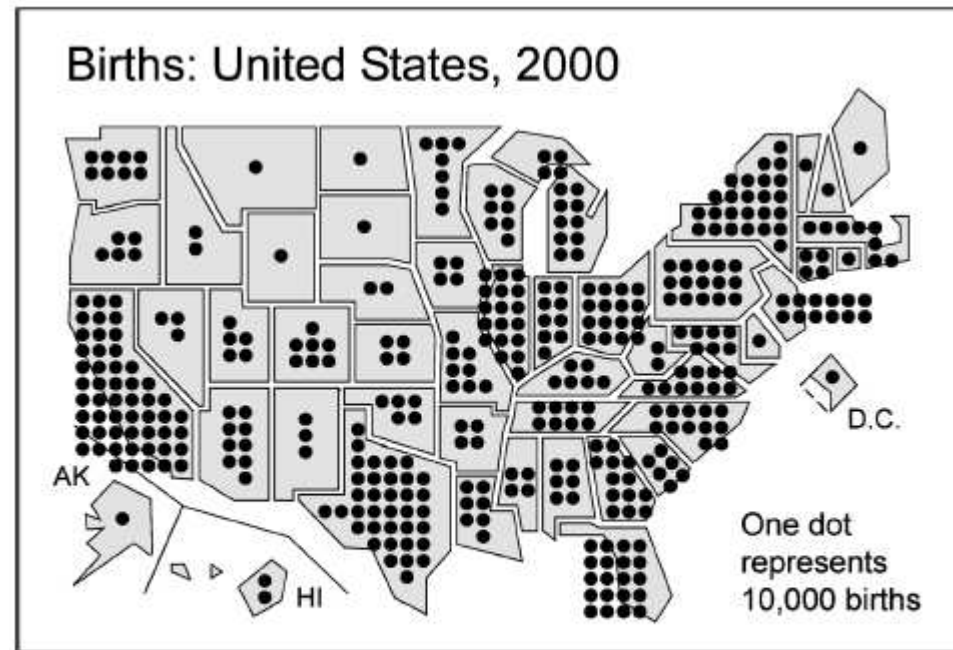 Births: United States, 2000
D.C.
AK
HI
One dot
represents
10,000 births